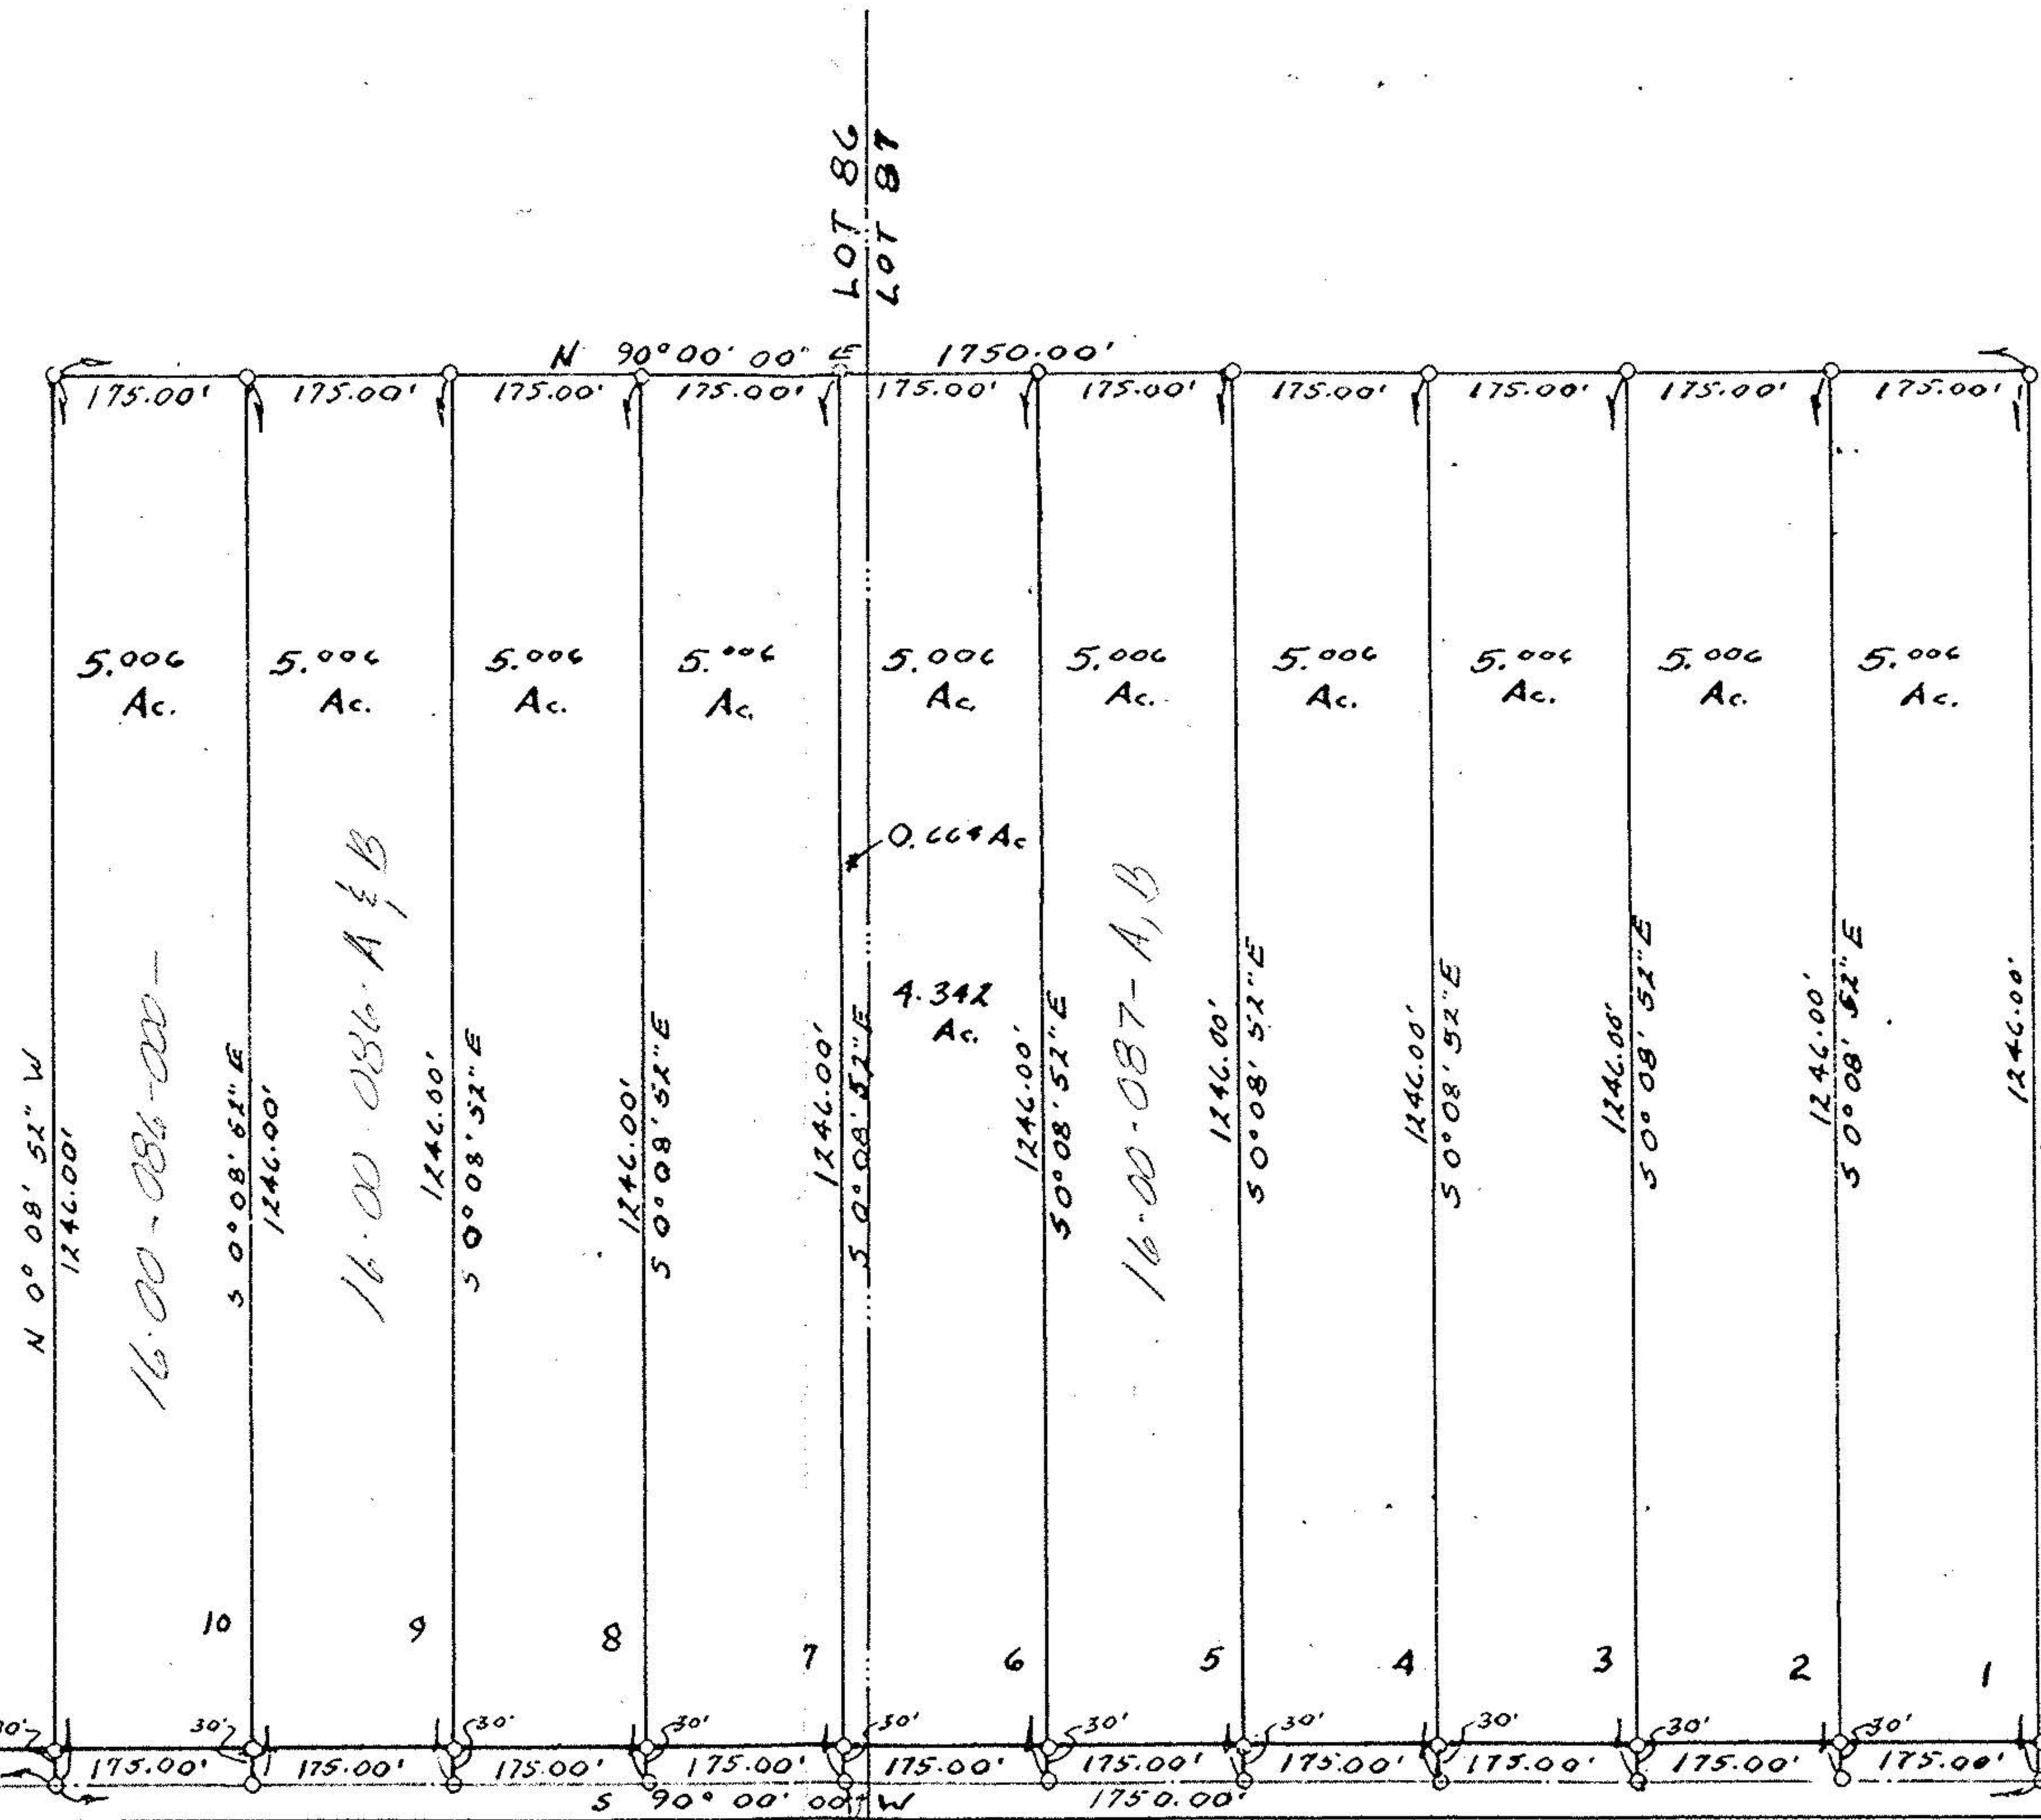 LOT 86
LOT 87
N 90° 00' 00" E 1750.00'
175.00' 175.00' 175.00' 175.00' 175.00' 175.00' 175.00' 175.00' 175.00' 175.00'
5.006 5.006 5.006 5.006 5.006 5.006 5.006 5.006 5.006 5.006
Ac. Ac. Ac. Ac. Ac. Ac. Ac. Ac. Ac. Ac.
0.664 Ac
4.342
Ac.
N 0° 08' 52" W
1246.00'
16-00-086-000-
S 0° 08' 52" E
1246.00'
16-00-086-A & B
1246.00'
S 0° 08' 52" E
1246.00'
S 0° 08' 52" E
1246.00'
S 0° 08' 52" E
1246.00'
S 0° 08' 52" E
16-00-087-A,B
1246.00'
S 0° 08' 52" E
1246.00'
S 0° 08' 52" E
1246.00'
S 0° 08' 52" E
1246.00'
S 0° 08' 52" E
1246.00'
10 9 8 7 6 5 4 3 2 1
30' 30' 30' 30' 30' 30' 30' 30' 30'
175.00' 175.00' 175.00' 175.00' 175.00' 175.00' 175.00' 175.00' 175.00' 175.00'
S 90° 00' 00" W 1750.00'